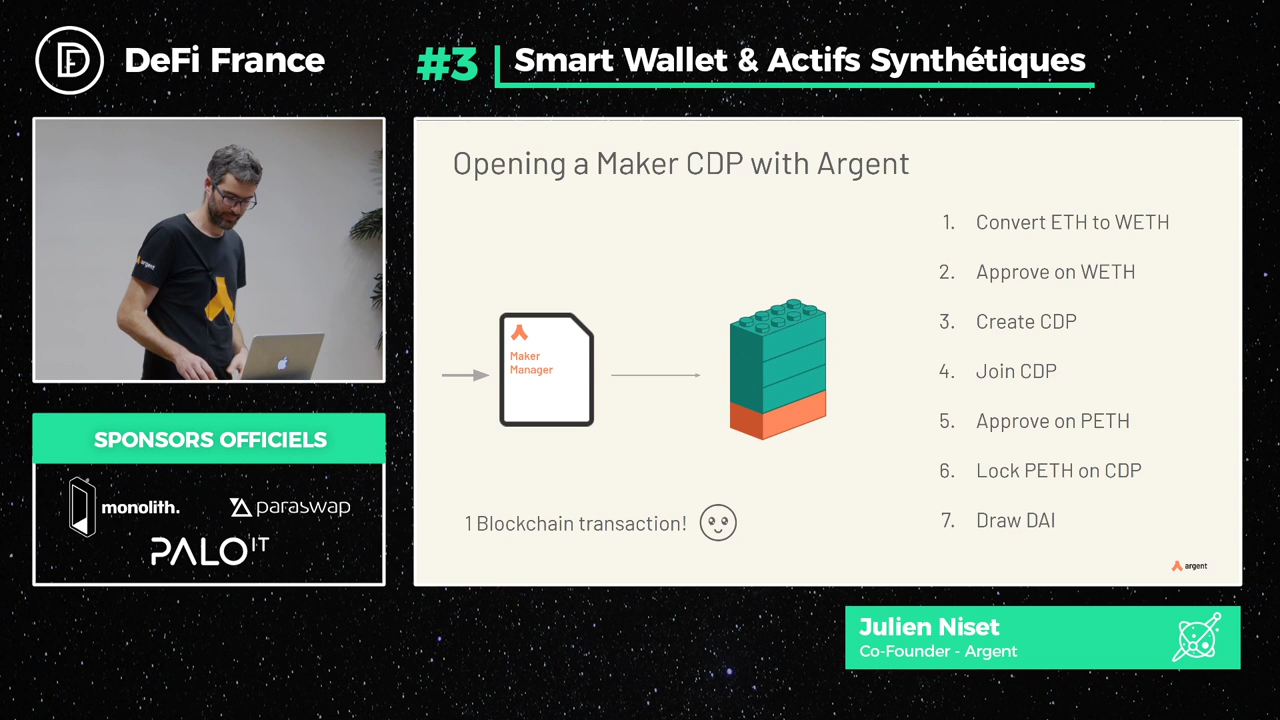 DeFi France
#3
Smart Wallet & Actifs Synthétiques
argent
SPONSORS OFFICIELS
monolith.
paraswap
PALO IT
Opening a Maker CDP with Argent
Maker
Manager
1 Blockchain transaction!
1. Convert ETH to WETH
2. Approve on WETH
3. Create CDP
4. Join CDP
5. Approve on PETH
6. Lock PETH on CDP
7. Draw DAI
argent
Julien Niset
Co-Founder - Argent